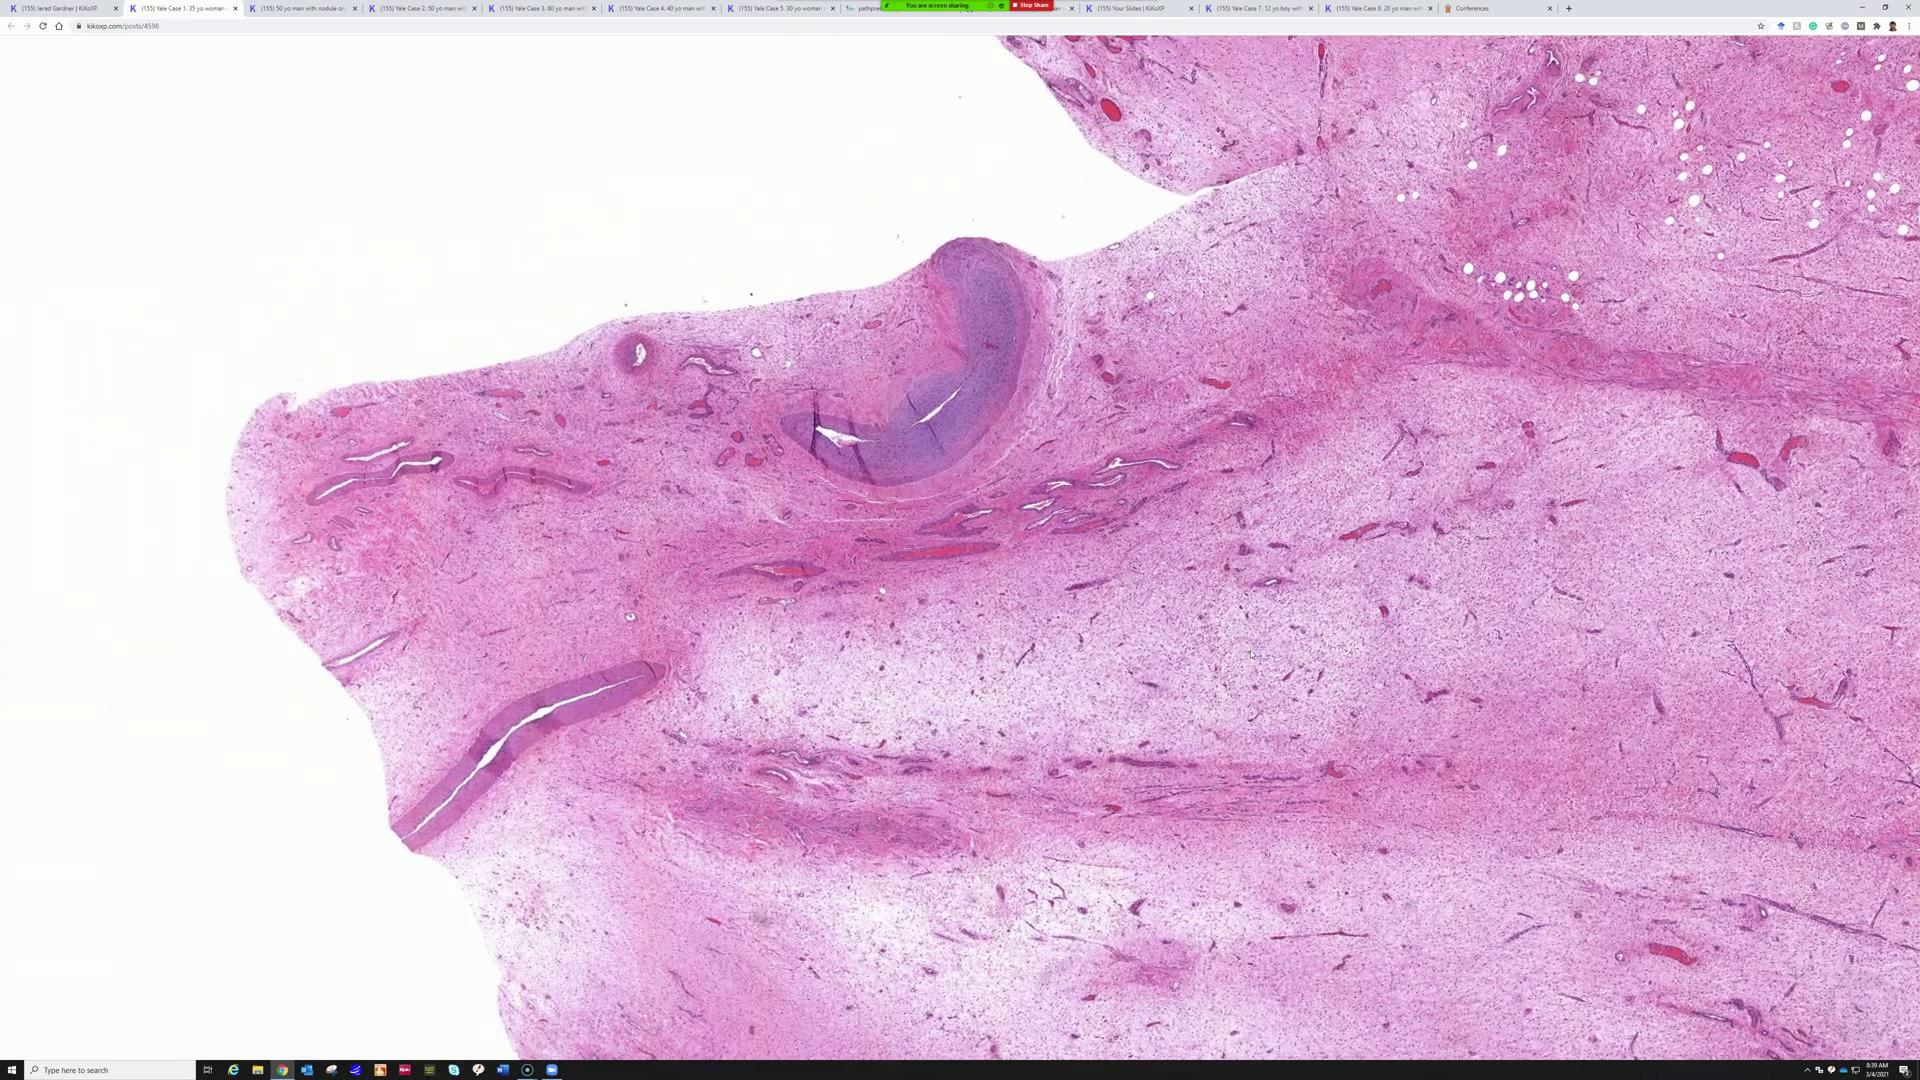 (155) Jerad Gardner | KiKoXP
(155) Yale Case 1. 35 yo woman
(155) 50 yo man with nodule on
(155) Yale Case 2. 50 yo man wit
(155) Yale Case 3. 60 yo man wit
(155) Yale Case 4. 40 yo man wit
(155) Yale Case 5. 30 yo woman
pathpre
You are screen sharing
Stop Share
(155) Your Slides | KiKoXP
(155) Yale Case 7. 12 yo boy wit
(155) Yale Case 8. 20 yo man wit
Conferences
kikoxp.com/posts/4598
Type here to search
8:39 AM
3/4/2021